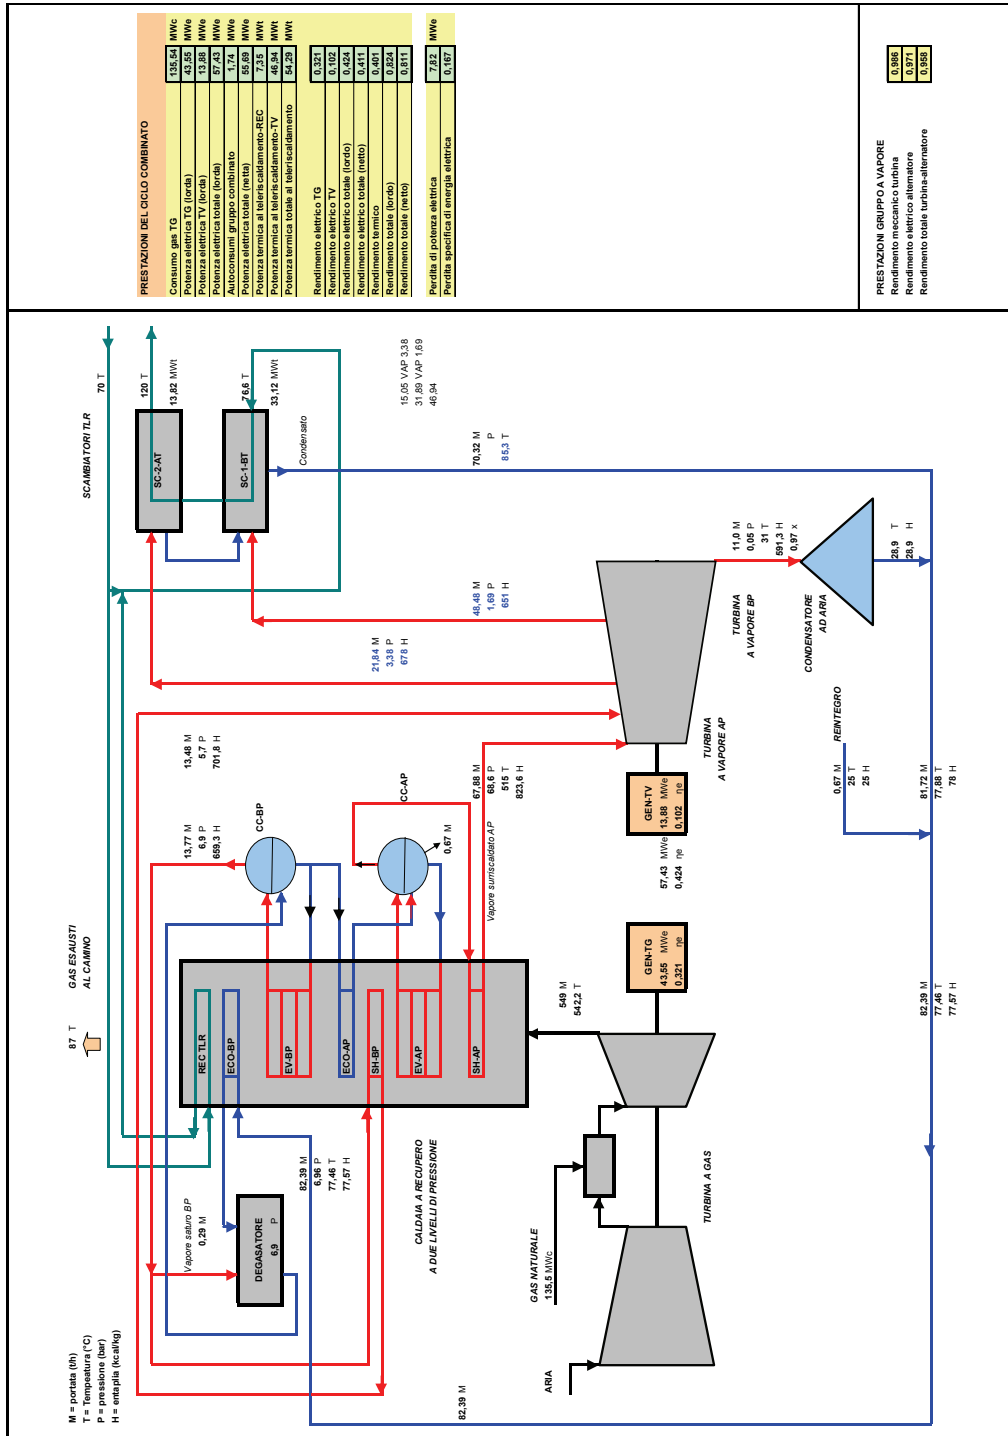 M = portata (t/h)
T = Tempeatura (°C)
P = pressione (bar)
H = entaplia (kcal/kg)
GAS ESAUSTI
AL CAMINO
87 T
SCAMBIATORI TLR
70 T
120 T
13,82 MWt
SC-2-AT
76,6 T
33,12 MWt
SC-1-BT
Condensato
15,05 VAP 3,38
31,89 VAP 1,69
46,94
Vapore saturo BP
0,29 M
DEGASATORE
6,9 P
REC TLR
ECO-BP
EV-BP
ECO-AP
SH-BP
EV-AP
SH-AP
82,39 M
6,96 P
77,46 T
77,57 H
CALDAIA A RECUPERO
A DUE LIVELLI DI PRESSIONE
13,77 M
6,9 P
659,3 H
13,48 M
5,7 P
701,8 H
CC-BP
CC-AP
0,67 M
Vapore surriscaldato AP
67,88 M
68,6 P
515 T
823,6 H
21,84 M
3,38 P
678 H
48,48 M
1,69 P
651 H
70,32 M
P
85,3 T
82,39 M
ARIA
GAS NATURALE
135,5 MWc
TURBINA A GAS
549 M
542,2 T
GEN-TG
43,55 MWe
0,321 ηe
57,43 MWe
0,424 ηe
GEN-TV
13,88 MWe
0,102 ηe
TURBINA
A VAPORE AP
TURBINA
A VAPORE BP
11,0 M
0,05 P
31 T
591,3 H
0,97 x
CONDENSATORE
AD ARIA
28,9 T
28,9 H
REINTEGRO
0,67 M
25 T
25 H
82,39 M
77,46 T
77,57 H
81,72 M
77,88 T
78 H
PRESTAZIONI DEL CICLO COMBINATO
Consumo gas TG 135,54 MWc
Potenza elettrica TG (lorda) 43,55 MWe
Potenza elettrica TV (lorda) 13,88 MWe
Potenza elettrica totale (lorda) 57,43 MWe
Autoconsumi gruppo combinato 1,74 MWe
Potenza elettrica totale (netta) 55,69 MWe
Potenza termica al teleriscaldamento-REC 7,35 MWt
Potenza termica al teleriscaldamento-TV 46,94 MWt
Potenza termica totale al teleriscaldamento 54,29 MWt
Rendimento elettrico TG 0,321
Rendimento elettrico TV 0,102
Rendimento elettrico totale (lordo) 0,424
Rendimento elettrico totale (netto) 0,411
Rendimento termico 0,401
Rendimento totale (lordo) 0,824
Rendimento totale (netto) 0,811
Perdita di potenza elettrica 7,82 MWe
Perdita specifica di energia elettrica 0,167
PRESTAZIONI GRUPPO A VAPORE
Rendimento meccanico turbina 0,986
Rendimento elettrico alternatore 0,971
Rendimento totale turbina-alternatore 0,958